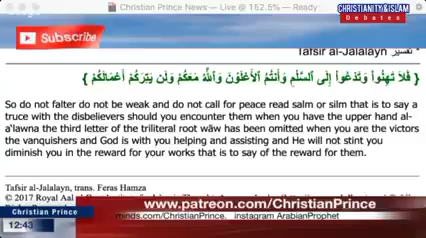 Christian Prince News — Live @ 152.5% — Ready
CHRISTIANITY&ISLAM
Debates
Subscribe
Tafsir al-Jalalayn * تفسير
{ فَلاَ تَهِنُواْ وَتَدْعُوۤاْ إِلَى ٱلسَّلْمِ وَأَنتُمُ ٱلأَعْلَوْنَ وَٱللَّهُ مَعَكُمْ وَلَن يَتِرَكُمْ أَعْمَالَكُمْ }
So do not falter do not be weak and do not call for peace read salm or silm that is to say a
truce with the disbelievers should you encounter them when you have the upper hand al-
a‘lawna the third letter of the triliteral root wāw has been omitted when you are the victors
the vanquishers and God is with you helping and assisting and He will not stint you
diminish you in the reward for your works that is to say of the reward for them.
Tafsir al-Jalalayn, trans. Feras Hamza
© 2017 Royal Aal
www.patreon.com/ChristianPrince
Christian Prince
12:43
minds.com/ChristianPrince, instagram ArabianProphet